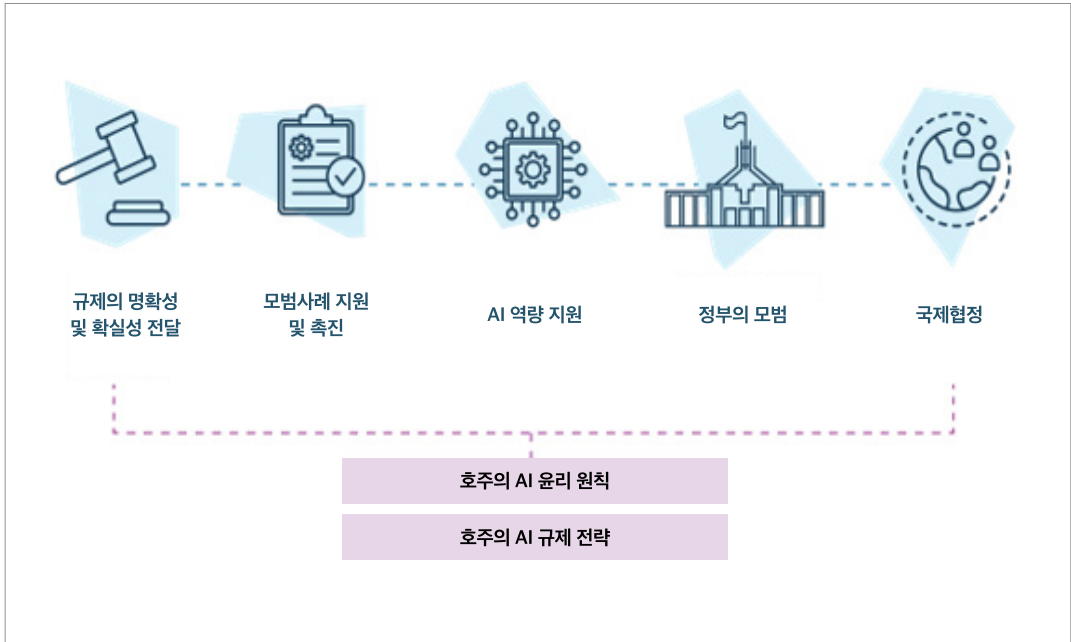 규제의 명확성
및 확실성 전달
모범사례 지원
및 촉진
AI 역량 지원
정부의 모범
국제협정
호주의 AI 윤리 원칙
호주의 AI 규제 전략